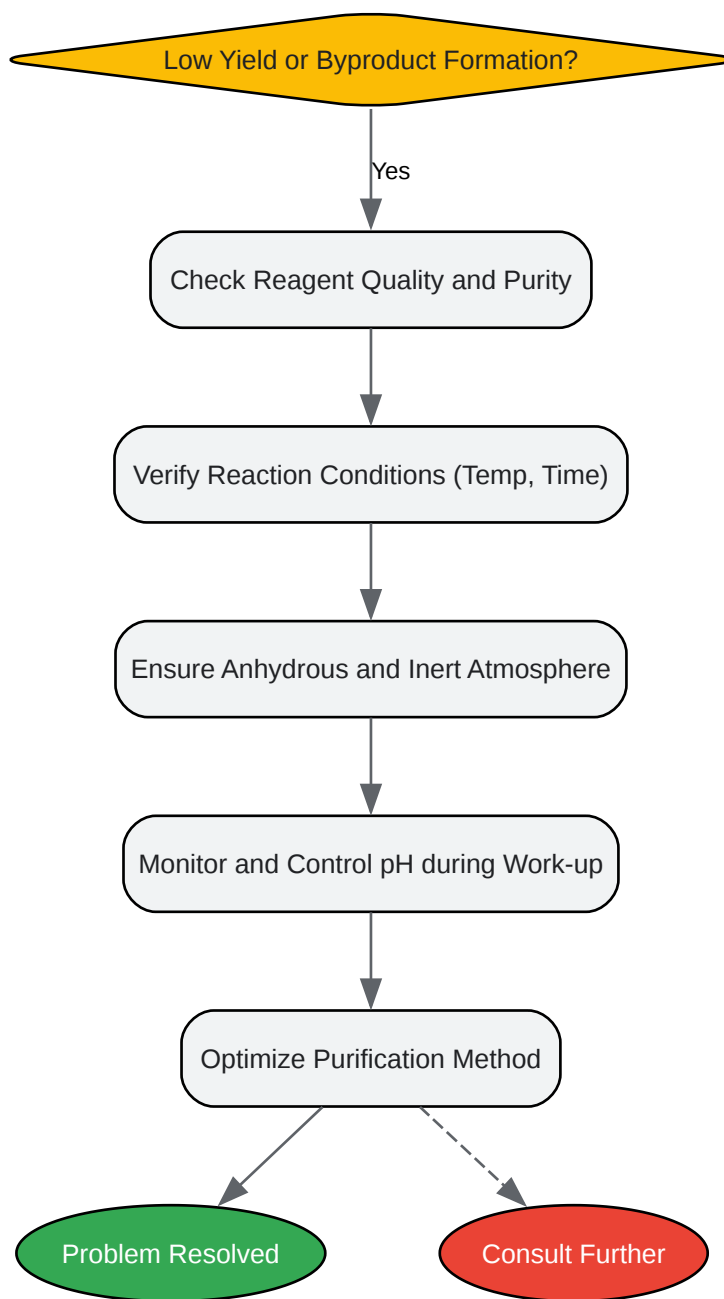 Low Yield or Byproduct Formation?
Yes
Check Reagent Quality and Purity
Verify Reaction Conditions (Temp, Time)
Ensure Anhydrous and Inert Atmosphere
Monitor and Control pH during Work-up
Optimize Purification Method
Problem Resolved
Consult Further